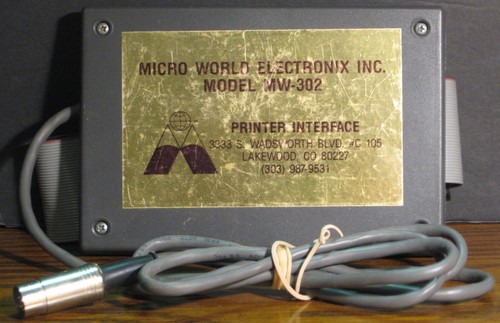 MICRO WORLD ELECTRONIX INC.
MODEL MW-302
PRINTER INTERFACE
3333 S. WADSWORTH BLVD. #C 105
LAKEWOOD, CO 80227
(303) 987-9531